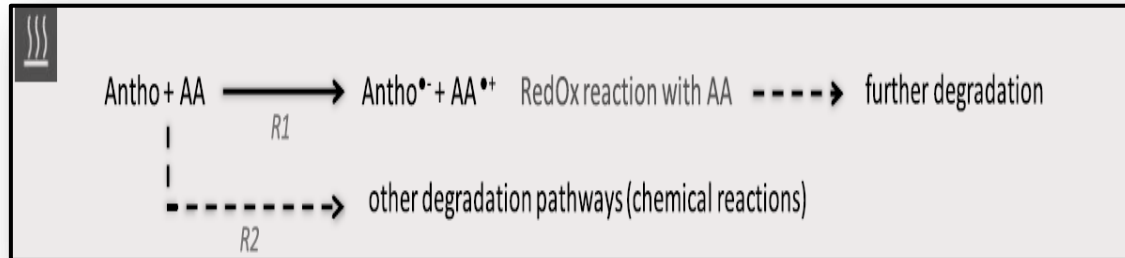 Antho + AA R1 Antho•- + AA•+ RedOx reaction with AA further degradation
R2 other degradation pathways (chemical reactions)